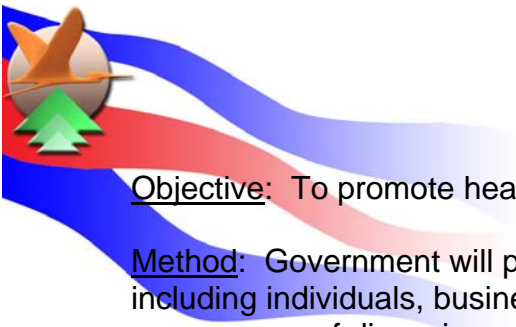 Objective: To promote hea
Method: Government will p
including individuals, busine